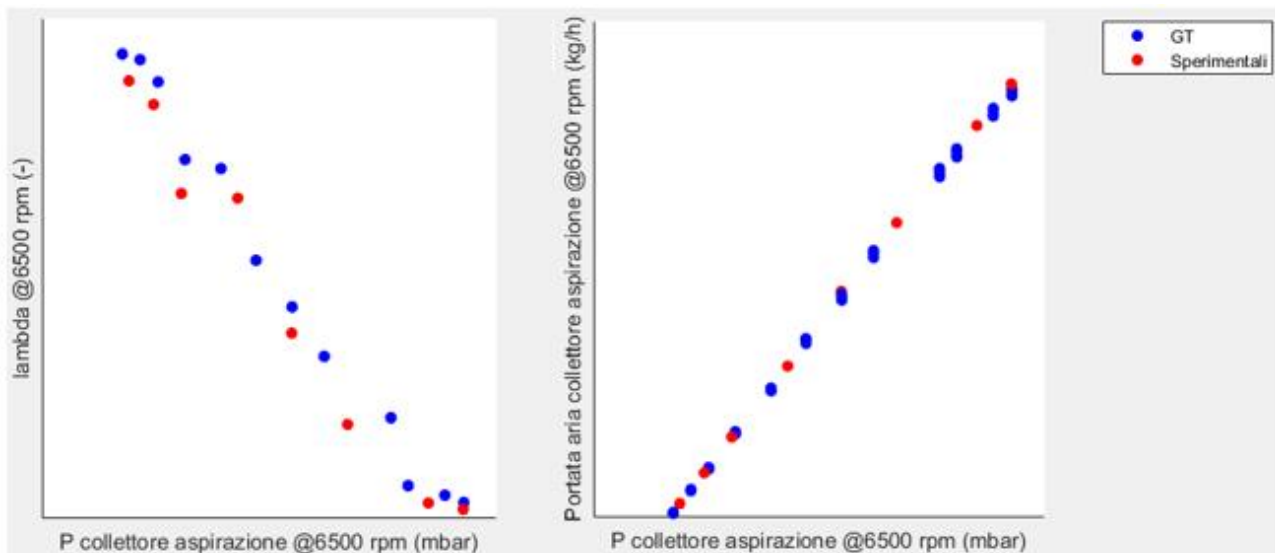 lambda @6500 rpm (-)
P collettore aspirazione @6500 rpm (mbar)
Portata aria collettore aspirazione @6500 rpm (kg/h)
P collettore aspirazione @6500 rpm (mbar)
GT
Sperimentali